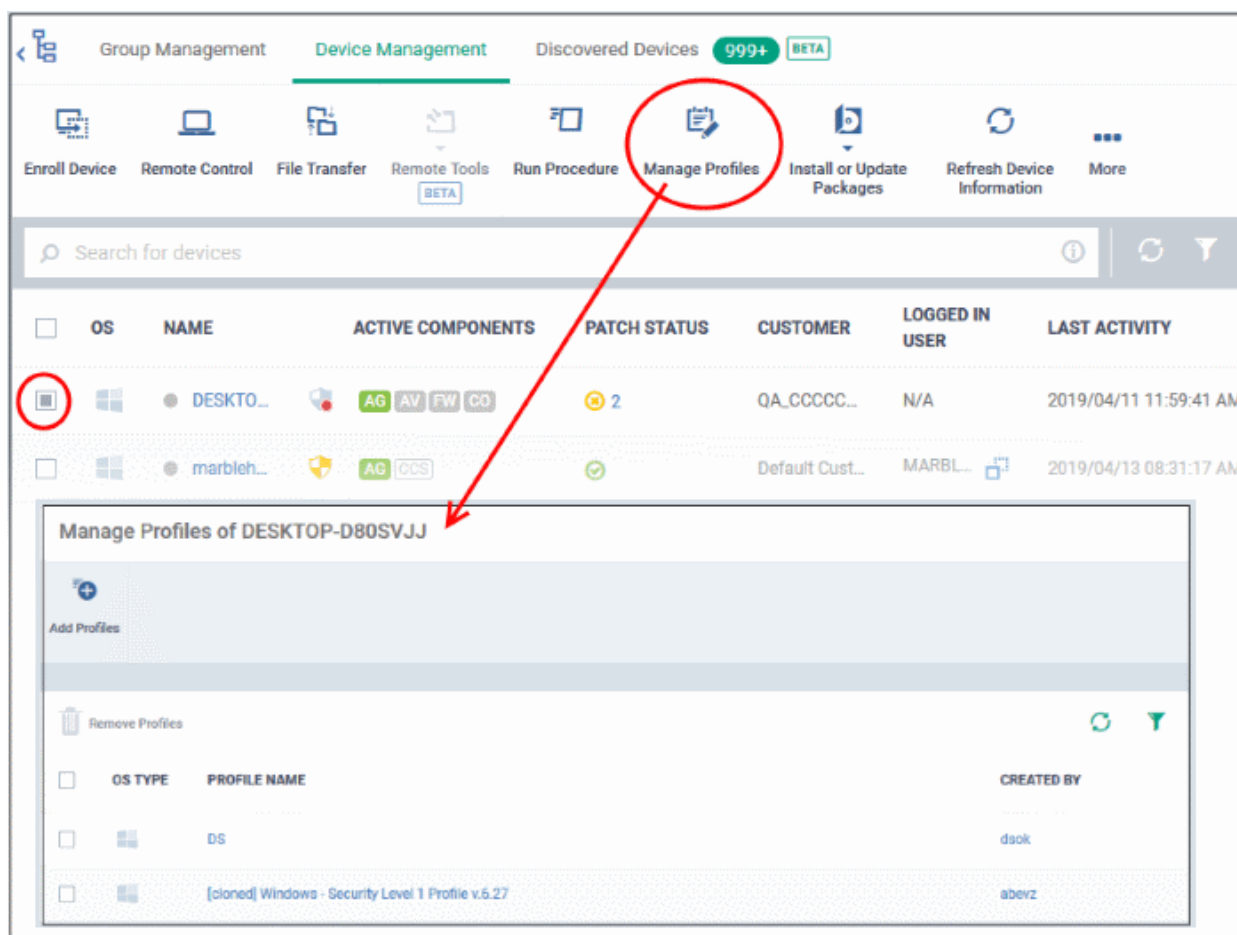 Group Management Device Management Discovered Devices 999+ BETA
Enroll Device Remote Control File Transfer Remote Tools Run Procedure Manage Profiles Install or Update Refresh Device More
BETA Packages Information
Search for devices
OS NAME ACTIVE COMPONENTS PATCH STATUS CUSTOMER LOGGED IN LAST ACTIVITY
USER
DESKTO... AG AV FW CO 2 QA_CCCCC... N/A 2019/04/11 11:59:41 AM
marbleh... AG CCS Default Cust... MARBL... 2019/04/13 08:31:17 AM
Manage Profiles of DESKTOP-D80SVJJ
Add Profiles
Remove Profiles
OS TYPE PROFILE NAME CREATED BY
DS dsok
[cloned] Windows - Security Level 1 Profile v.6.27 abevz